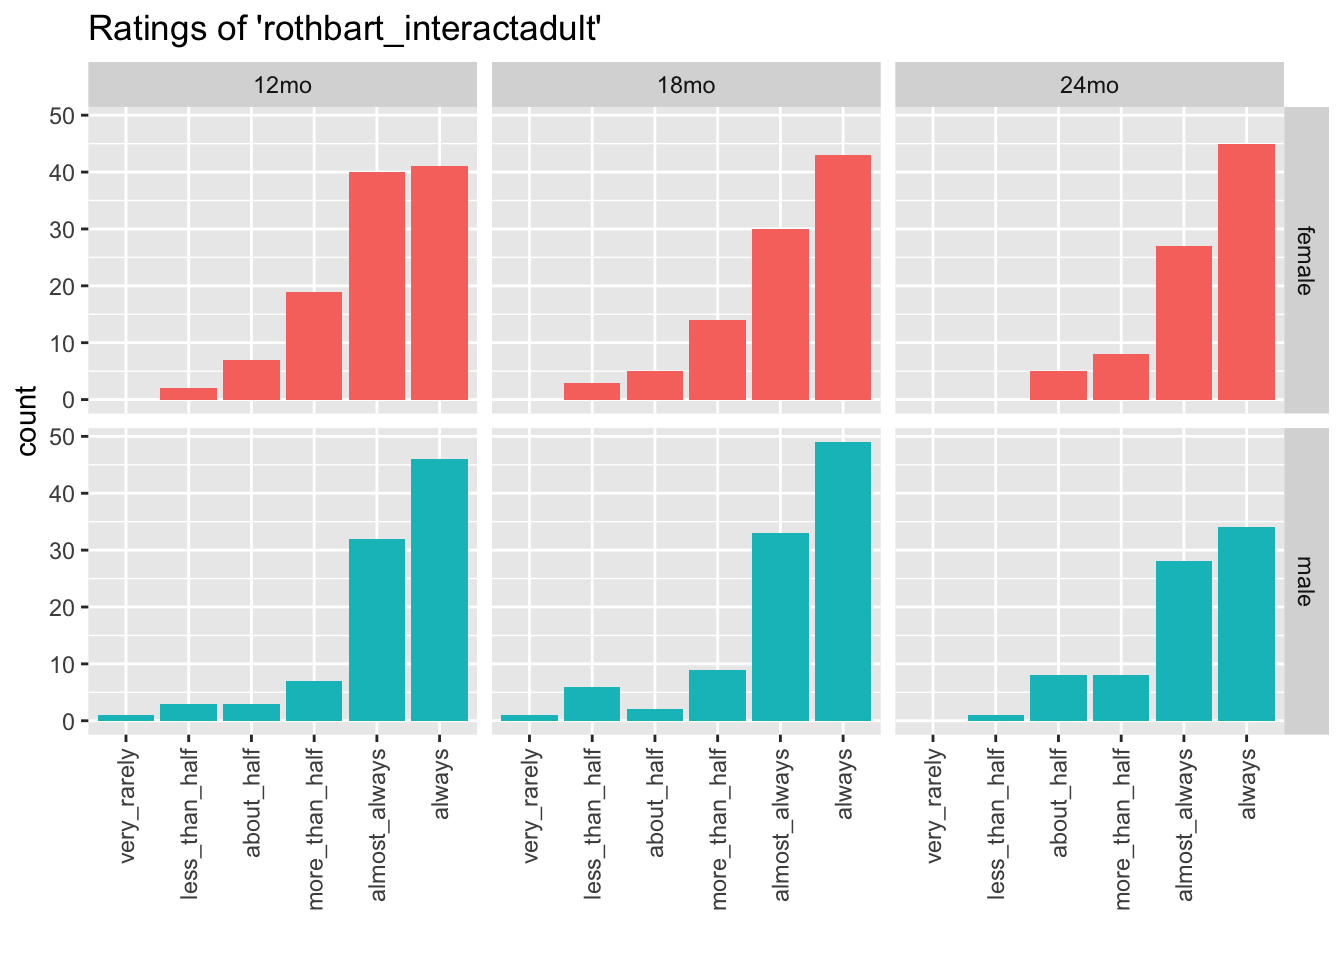 Ratings of 'rothbart_interactadult'
12mo 18mo 24mo
50
40
30
20
10
0
female
count
50
40
30
20
10
0
male
very_rarely less_than_half about_half more_than_half almost_always always very_rarely less_than_half about_half more_than_half almost_always always very_rarely less_than_half about_half more_than_half almost_always always